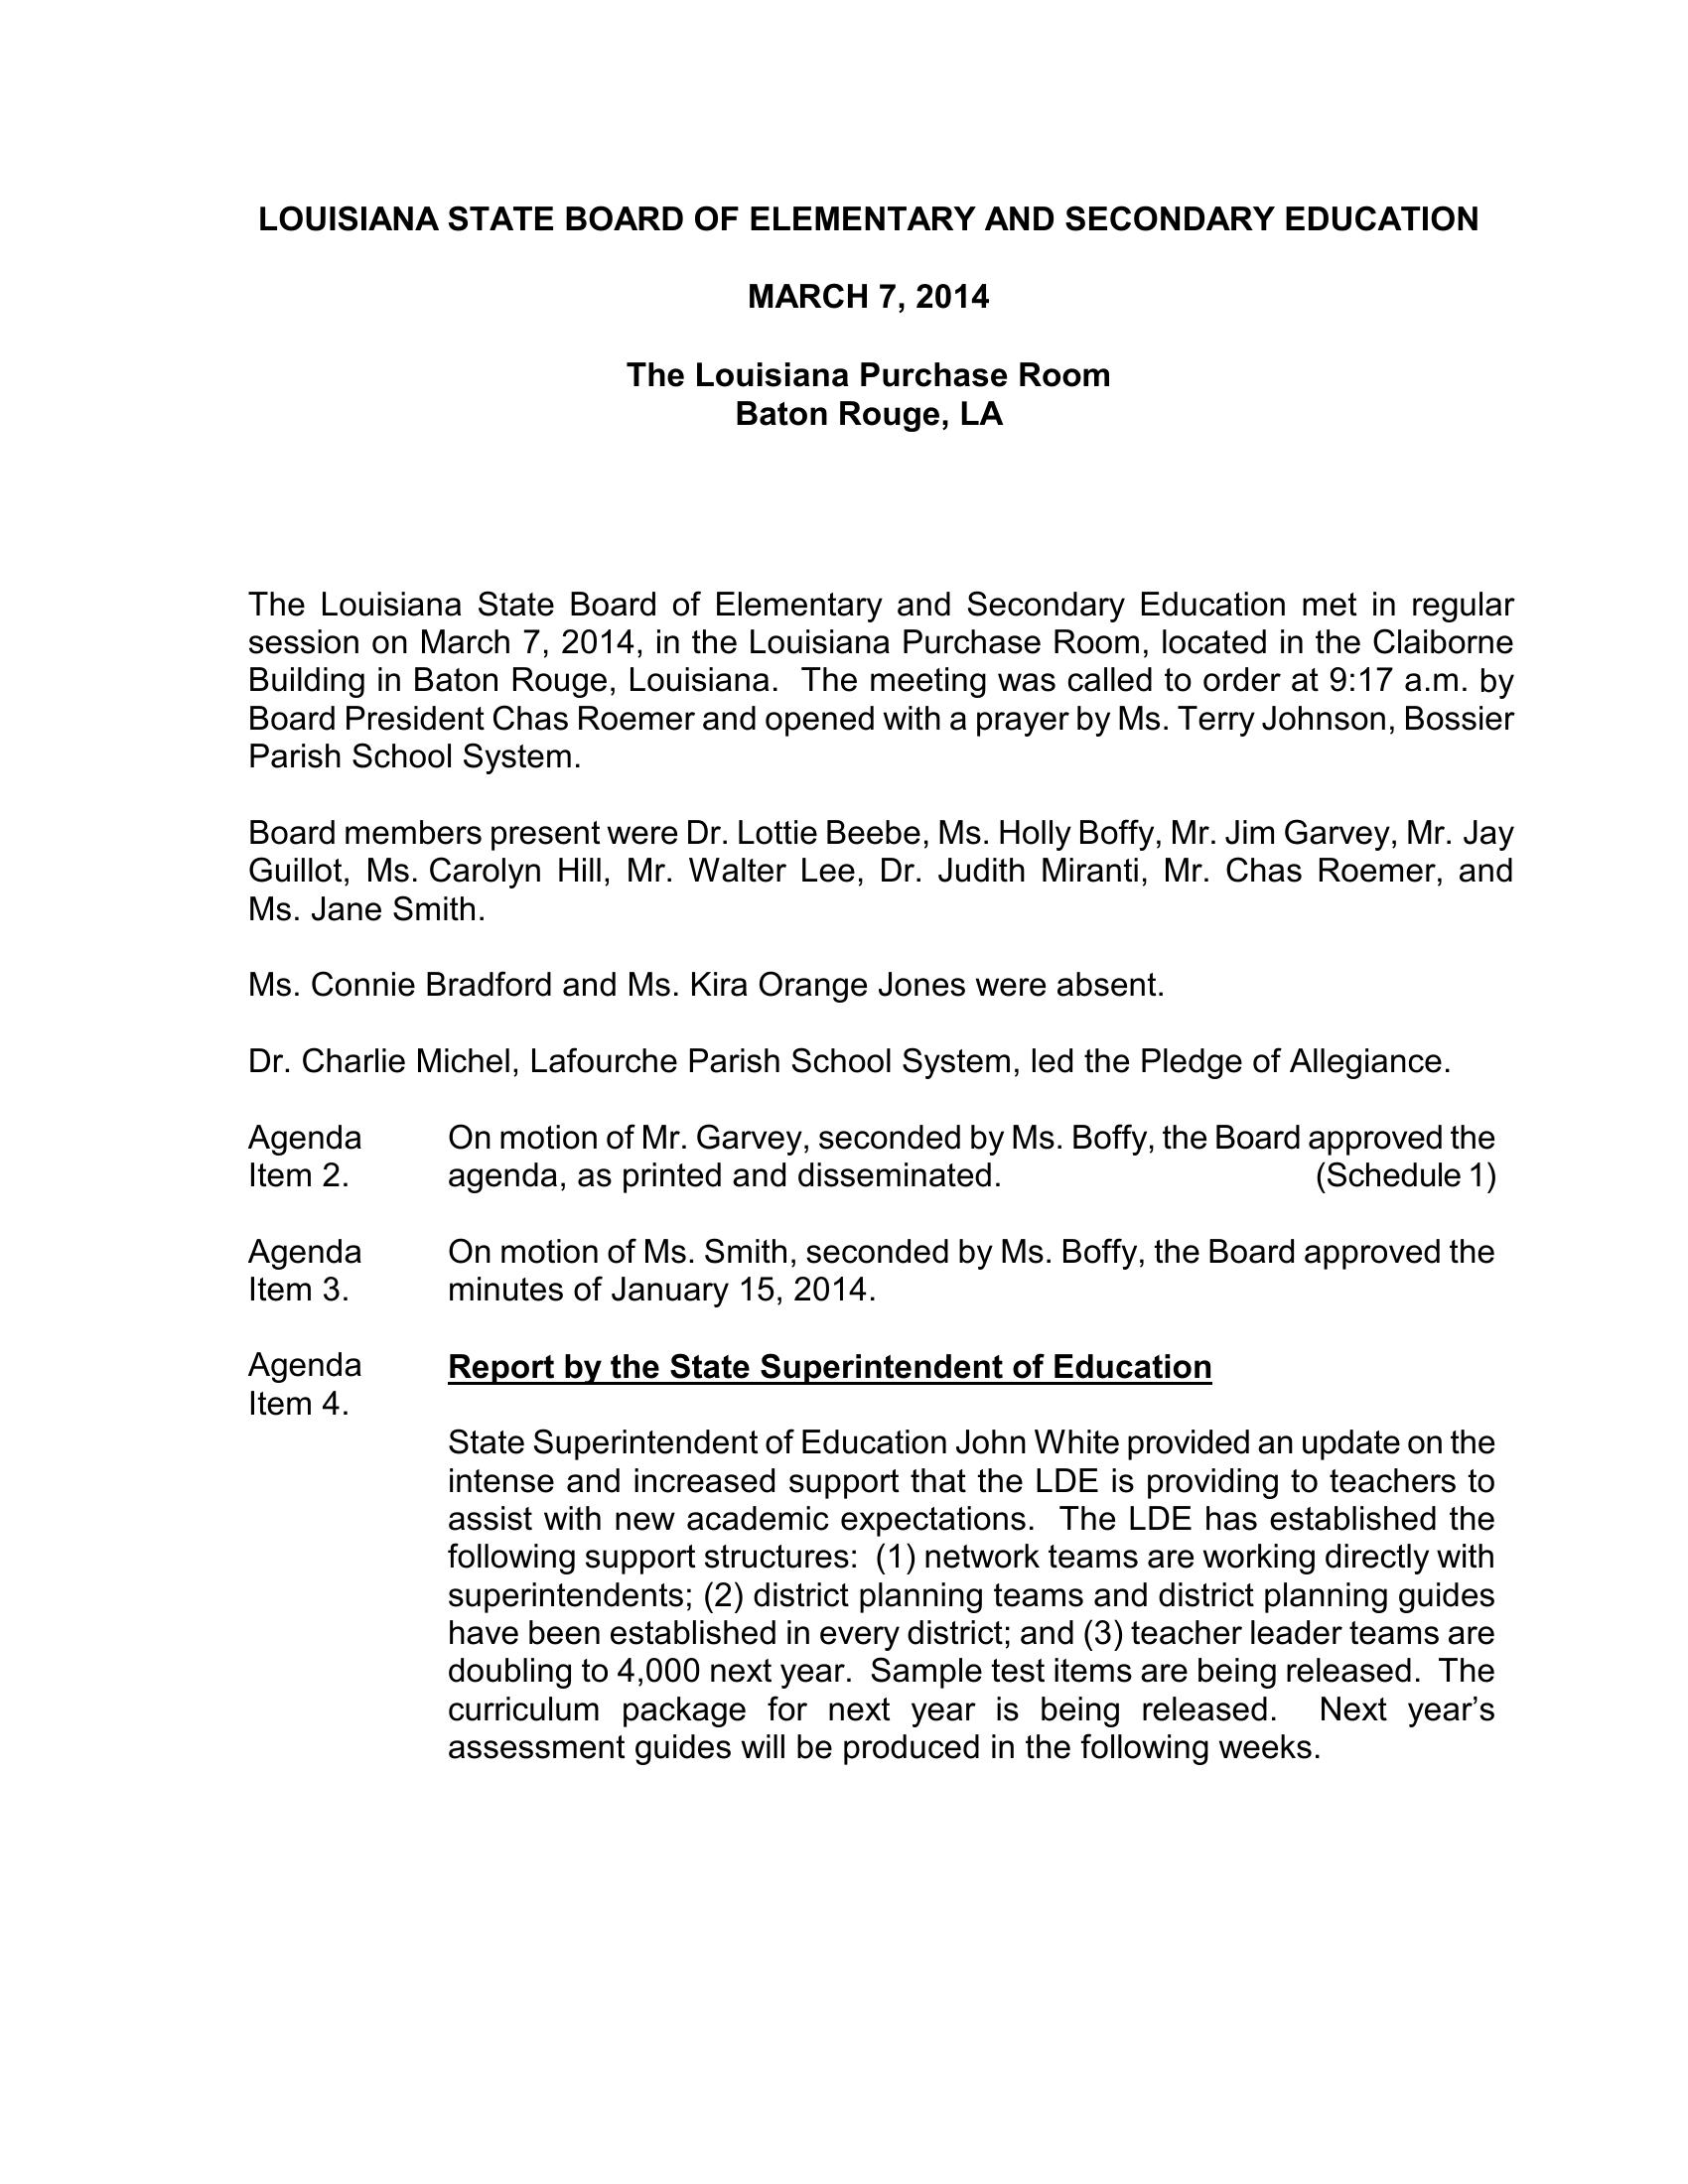 LOUISIANA STATE BOARD OF ELEMENTARY AND SECONDARY EDUCATION
MARCH 7, 2014
The Louisiana Purchase Room
Baton Rouge, LA
The Louisiana State Board of Elementary and Secondary Education met in regular
session on March 7, 2014, in the Louisiana Purchase Room, located in the Claiborne
Building in Baton Rouge, Louisiana.  The meeting was called to order at 9:17 a.m. by
Board President Chas Roemer and opened with a prayer by Ms. Terry Johnson, Bossier
Parish School System.
Board members present were Dr. Lottie Beebe, Ms. Holly Boffy, Mr. Jim Garvey, Mr. Jay
Guillot, Ms. Carolyn Hill, Mr. Walter Lee, Dr. Judith Miranti, Mr. Chas Roemer, and
Ms. Jane Smith.
Ms. Connie Bradford and Ms. Kira Orange Jones were absent.
Dr. Charlie Michel, Lafourche Parish School System, led the Pledge of Allegiance.
Agenda On motion of Mr. Garvey, seconded by Ms. Boffy, the Board approved the
Item 2. agenda, as printed and disseminated. (Schedule 1)
Agenda On motion of Ms. Smith, seconded by Ms. Boffy, the Board approved the
Item 3. minutes of January 15, 2014.
Agenda Report by the State Superintendent of Education
Item 4.
State Superintendent of Education John White provided an update on the
intense and increased support that the LDE is providing to teachers to
assist with new academic expectations.  The LDE has established the
following support structures:  (1) network teams are working directly with
superintendents; (2) district planning teams and district planning guides
have been established in every district; and (3) teacher leader teams are
doubling to 4,000 next year.  Sample test items are being released.  The
curriculum package for next year is being released.  Next year’s
assessment guides will be produced in the following weeks.